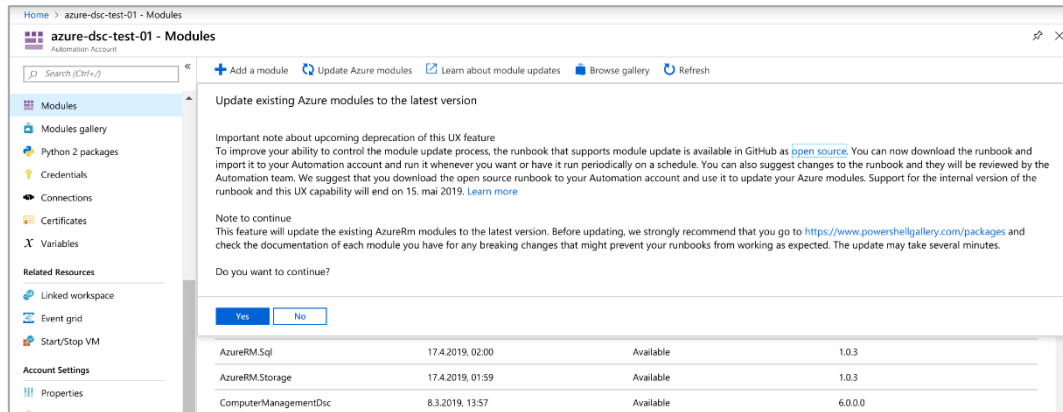 Home > azure-dsc-test-01 - Modules
azure-dsc-test-01 - Modules
Automation Account
Search (Ctrl+/)
«
Modules
Modules gallery
Python 2 packages
Credentials
Connections
Certificates
Variables
Related Resources
Linked workspace
Event grid
Start/Stop VM
Account Settings
Properties
Add a module Update Azure modules Learn about module updates Browse gallery Refresh
Update existing Azure modules to the latest version
Important note about upcoming deprecation of this UX feature
To improve your ability to control the module update process, the runbook that supports module update is available in GitHub as open source. You can now download the runbook and
import it to your Automation account and run it whenever you want or have it run periodically on a schedule. You can also suggest changes to the runbook and they will be reviewed by the
Automation team. We suggest that you download the open source runbook to your Automation account and use it to update your Azure modules. Support for the internal version of the
runbook and this UX capability will end on 15. mai 2019. Learn more
Note to continue
This feature will update the existing AzureRm modules to the latest version. Before updating, we strongly recommend that you go to https://www.powershellgallery.com/packages and
check the documentation of each module you have for any breaking changes that might prevent your runbooks from working as expected. The update may take several minutes.
Do you want to continue?
Yes No
AzureRM.Sql 17.4.2019, 02:00 Available 1.0.3
AzureRM.Storage 17.4.2019, 01:59 Available 1.0.3
ComputerManagementDsc 8.3.2019, 13:57 Available 6.0.0.0